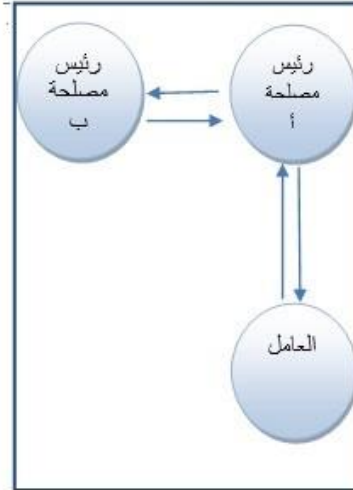 رئيس
مصلحة
أ
رئيس
مصلحة
ب
العامل